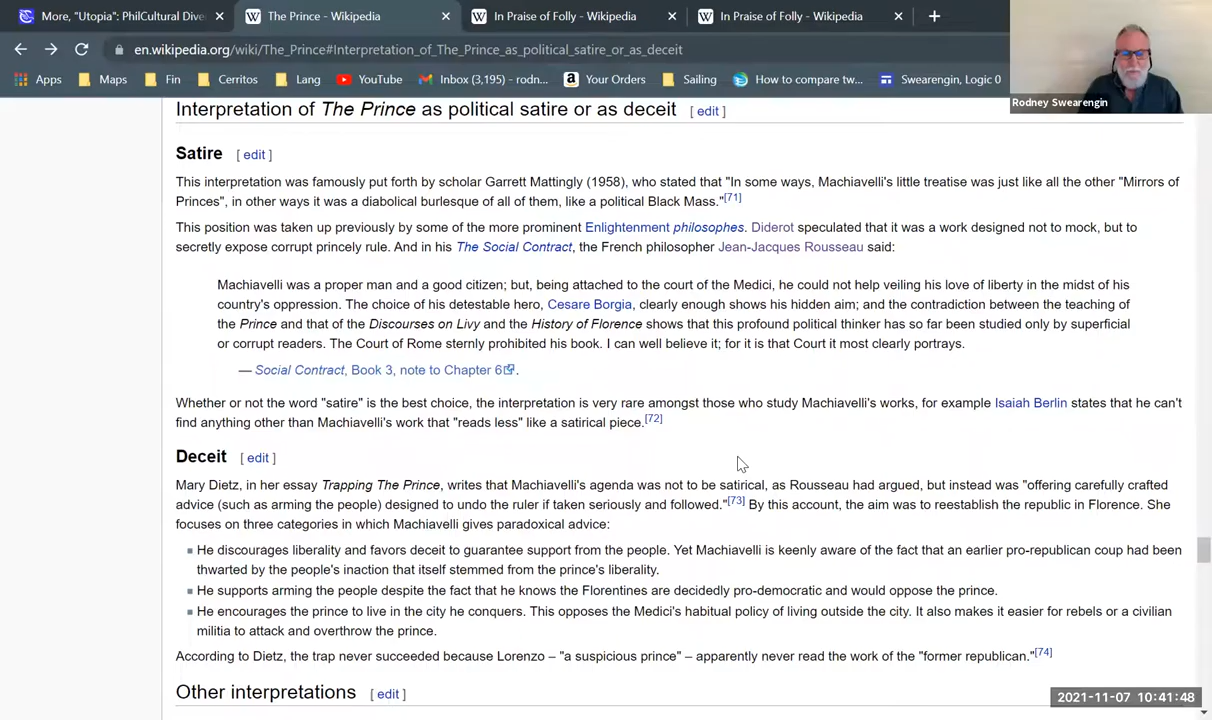 More, "Utopia": PhilCultural Dive
The Prince - Wikipedia
In Praise of Folly - Wikipedia
In Praise of Folly - Wikipedia
en.wikipedia.org/wiki/The_Prince#Interpretation_of_The_Prince_as_political_satire_or_as_deceit
Apps Maps Fin Cerritos Lang YouTube Inbox (3,195) - rodn... Your Orders Sailing How to compare tw... Swearengin, Logic 0
Rodney Swearengin
Interpretation of The Prince as political satire or as deceit [ edit ]
Satire [ edit ]
This interpretation was famously put forth by scholar Garrett Mattingly (1958), who stated that "In some ways, Machiavelli's little treatise was just like all the other "Mirrors of
Princes", in other ways it was a diabolical burlesque of all of them, like a political Black Mass."[71]
This position was taken up previously by some of the more prominent Enlightenment philosophes. Diderot speculated that it was a work designed not to mock, but to
secretly expose corrupt princely rule. And in his The Social Contract, the French philosopher Jean-Jacques Rousseau said:
Machiavelli was a proper man and a good citizen; but, being attached to the court of the Medici, he could not help veiling his love of liberty in the midst of his
country's oppression. The choice of his detestable hero, Cesare Borgia, clearly enough shows his hidden aim; and the contradiction between the teaching of
the Prince and that of the Discourses on Livy and the History of Florence shows that this profound political thinker has so far been studied only by superficial
or corrupt readers. The Court of Rome sternly prohibited his book. I can well believe it; for it is that Court it most clearly portrays.
— Social Contract, Book 3, note to Chapter 6.
Whether or not the word "satire" is the best choice, the interpretation is very rare amongst those who study Machiavelli's works, for example Isaiah Berlin states that he can't
find anything other than Machiavelli's work that "reads less" like a satirical piece.[72]
Deceit [ edit ]
Mary Dietz, in her essay Trapping The Prince, writes that Machiavelli's agenda was not to be satirical, as Rousseau had argued, but instead was "offering carefully crafted
advice (such as arming the people) designed to undo the ruler if taken seriously and followed."[73] By this account, the aim was to reestablish the republic in Florence. She
focuses on three categories in which Machiavelli gives paradoxical advice:
He discourages liberality and favors deceit to guarantee support from the people. Yet Machiavelli is keenly aware of the fact that an earlier pro-republican coup had been
thwarted by the people's inaction that itself stemmed from the prince's liberality.
He supports arming the people despite the fact that he knows the Florentines are decidedly pro-democratic and would oppose the prince.
He encourages the prince to live in the city he conquers. This opposes the Medici's habitual policy of living outside the city. It also makes it easier for rebels or a civilian
militia to attack and overthrow the prince.
According to Dietz, the trap never succeeded because Lorenzo – "a suspicious prince" – apparently never read the work of the "former republican."[74]
Other interpretations [ edit ]
2021-11-07 10:41:48